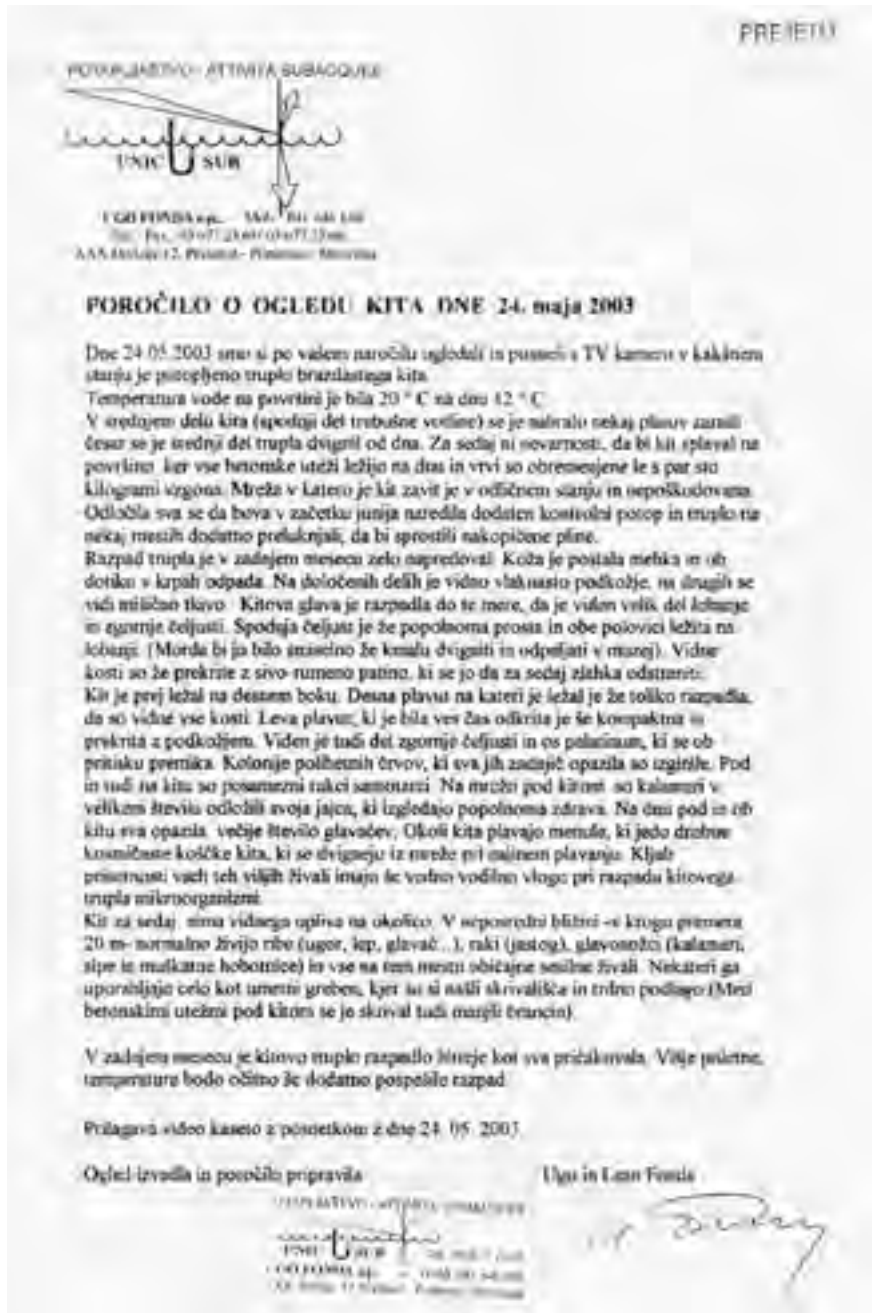 PREJETO
POTAPLJAŠTVO - ATTIVITA SUBACQUEE
UNIC SUB
UGO FONDA s.p.
POROČILO O OGLEDU KITA DNE 24. maja 2003
Dne 24.05.2003 smo si po vašem naročilu ogledali in posneli s TV kamero v kakšnem
stanju je potopljeno truplo brazdastega kita.
Temperatura vode na površini je bila 20 ° C na dnu 12 ° C.
V srednjem delu kita (spodnji del trebušne votline) se je nabralo nekaj plinov zaradi
česar se je srednji del trupla dvignil od dna. Za sedaj ni nevarnosti, da bi kit splaval na
površino ker vse betonske uteži ležijo na dnu in vrvi so obremenjene le s par sto
kilogrami vzgona. Mreža v katero je kit zavit je v odličnem stanju in nepoškodovana.
Odločila sva se da bova v začetku junija naredila dodaten kontrolni potop in truplo na
nekaj mestih dodatno preluknjali, da bi sprostili nakopičene pline.
Razpad trupla je v zadnjem mesecu zelo napredoval. Koža je postala mehka in ob
dotiku v krpah odpada. Na določenih delih je vidno vlaknasto podkožje, na drugih se
vidi mišično tkivo. Kitova glava je razpadla do te mere, da je viden velik del lobanje
in zgornje čeljusti. Spodnja čeljust je že popolnoma prosta in obe polovici ležita na
lobanji. (Morda bi jo bilo smiselno že kmalu dvigniti in odpeljati v muzej). Vidne
kosti so že prekrite z sivo-rumeno patino, ki se jo da za sedaj zlahka odstraniti.
Kit je prej ležal na desnem boku. Desna plavut na kateri je ležal je že toliko razpadla,
da so vidne vse kosti. Leva plavut, ki je bila ves čas odkrita je še kompaktna in
prekrita z podkožjem. Viden je tudi del zgornje čeljusti in os palatinum, ki se ob
pritisku premika. Kolonije polihetnih črvov, ki sva jih zadnjič opazila so izginile. Pod
in tudi na kitu so posamezni rakci samotarci. Na mreži pod kitom so kalamari v
velikem številu odložili svoja jajca, ki izgledajo popolnoma zdrava. Na dnu pod in ob
kitu sva opazila večije število glavačev. Okoli kita plavajo menule, ki jedo drobne
kosmičaste koščke kita, ki se dvignejo iz mreže pri najinem plavanju. Kljub
prisotnosti vseh teh višjih živali imajo še vedno vodilno vlogo pri razpadu kitovega
trupla mikroorganizmi.
Kit za sedaj nima vidnega upliva na okolico. V neposredni bližini -v krogu premera
20 m- normalno živijo ribe (ugor, lep, glavač...), raki (jastog), glavonožci (kalamari,
sipe in muškatne hobotnice) in vse na tem mestu običajne sesilne živali. Nekateri ga
uporabljajo celo kot umetni greben, kjer so si našli skrivališča in trdno podlago (Med
betonskimi utežmi pod kitom se je skrival tudi manjši brancin).
V zadnjem mesecu je kitovo truplo razpadlo hitreje kot sva pričakovala. Višje poletne,
temperature bodo očitno še dodatno pospešile razpad.
Prilagava video kaseto z posnetkom z dne 24. 05. 2003.
Ogled izvedla in poročilo pripravila
Ugo in Lean Fonda
UNIC SUB